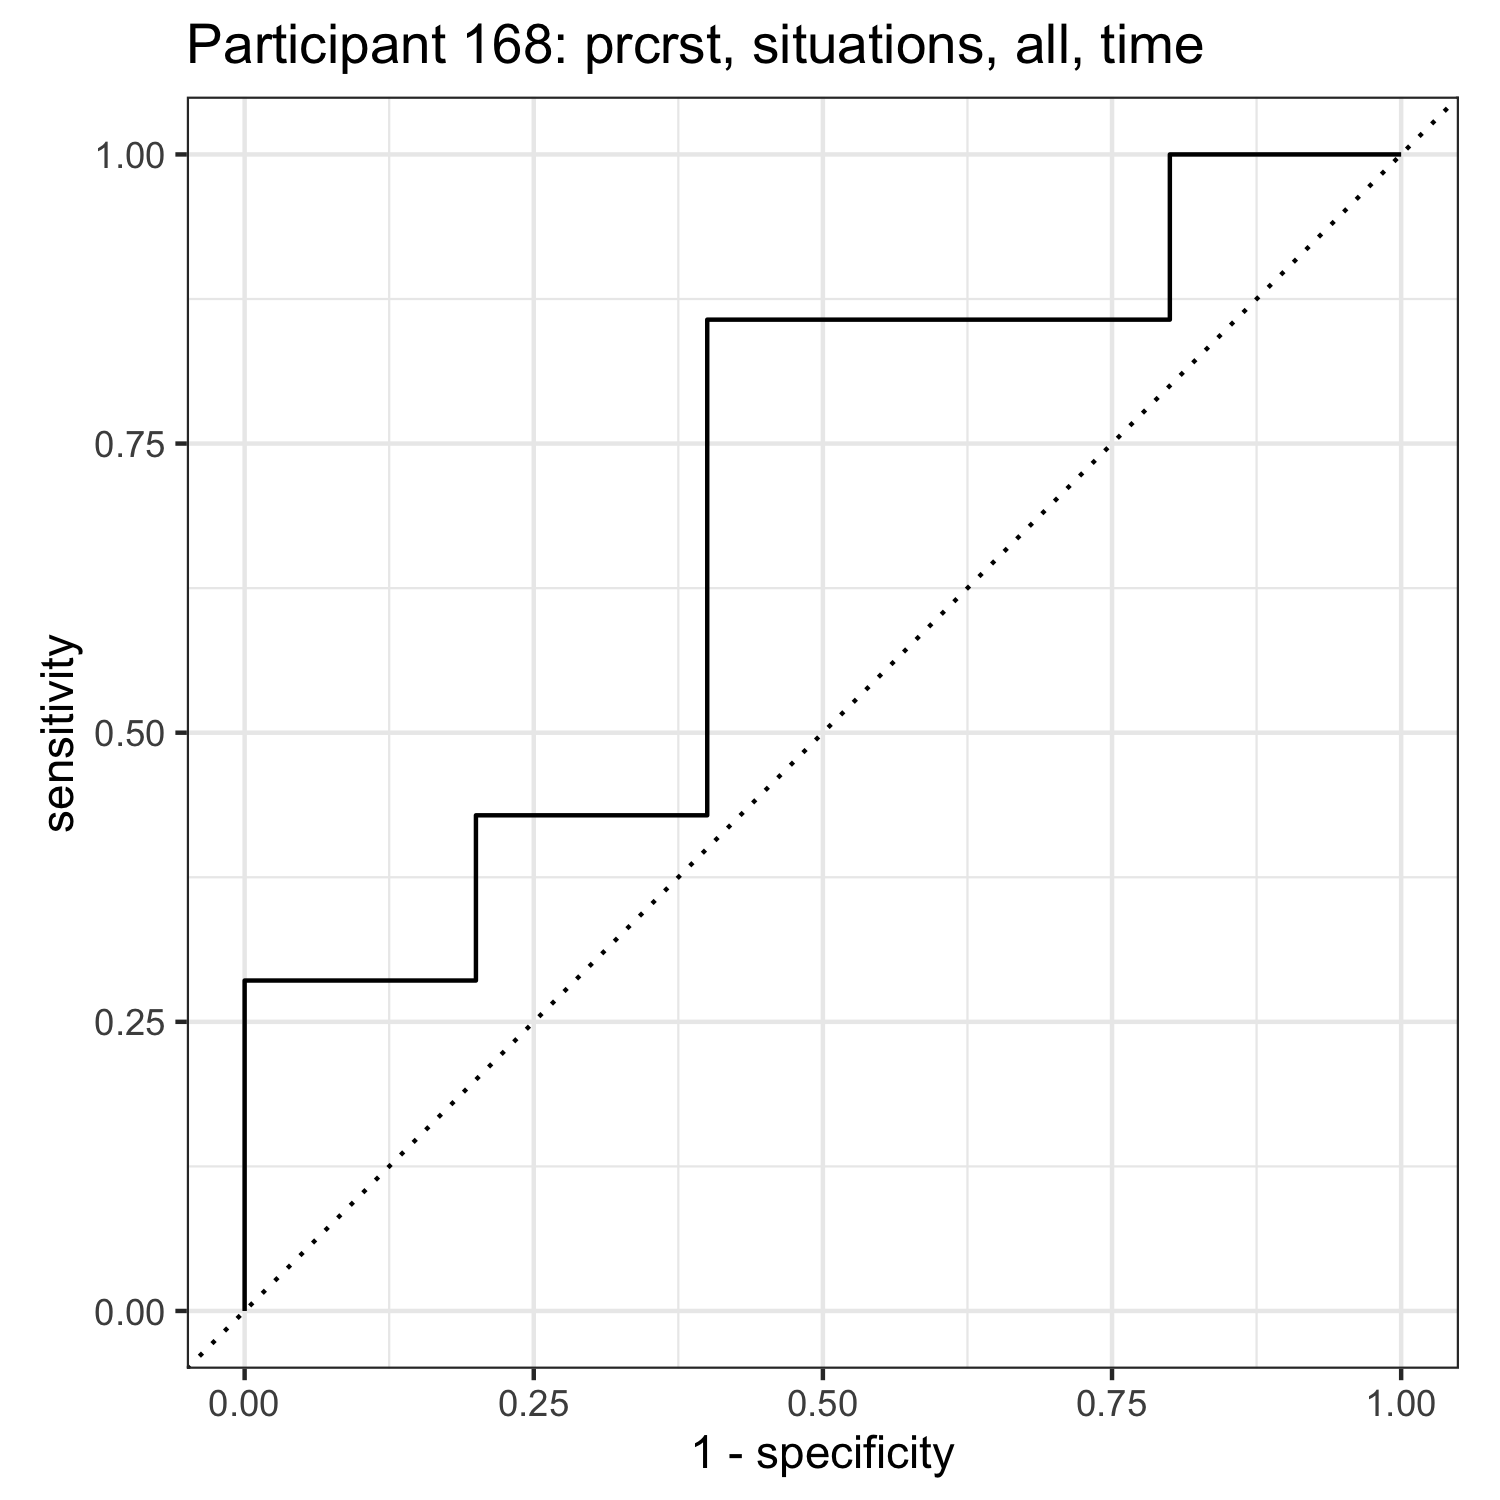 Participant 168: prcrst, situations, all, time
1.00
0.75
0.50
0.25
0.00
sensitivity
0.00 0.25 0.50 0.75 1.00
1 - specificity